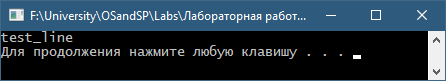 F:\University\OSandSP\Labs\Лабораторная работ...
test_line
Для продолжения нажмите любую клавишу . . .